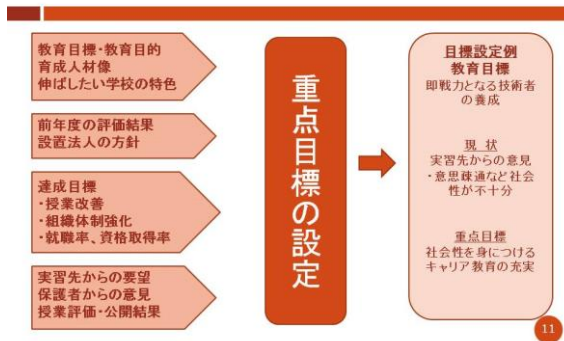 教育目標・教育目的
育成人材像
伸ばしたい学校の特色
前年度の評価結果
設置法人の方針
達成目標
・授業改善
・組織体制強化
・就職率、資格取得率
実習先からの要望
保護者からの意見
授業評価・公開結果
重点目標の設定
目標設定例
教育目標
即戦力となる技術者
の養成
現　状
実習先からの意見
・意思疎通など社会
性が不十分
重点目標
社会性を身につける
キャリア教育の充実
11